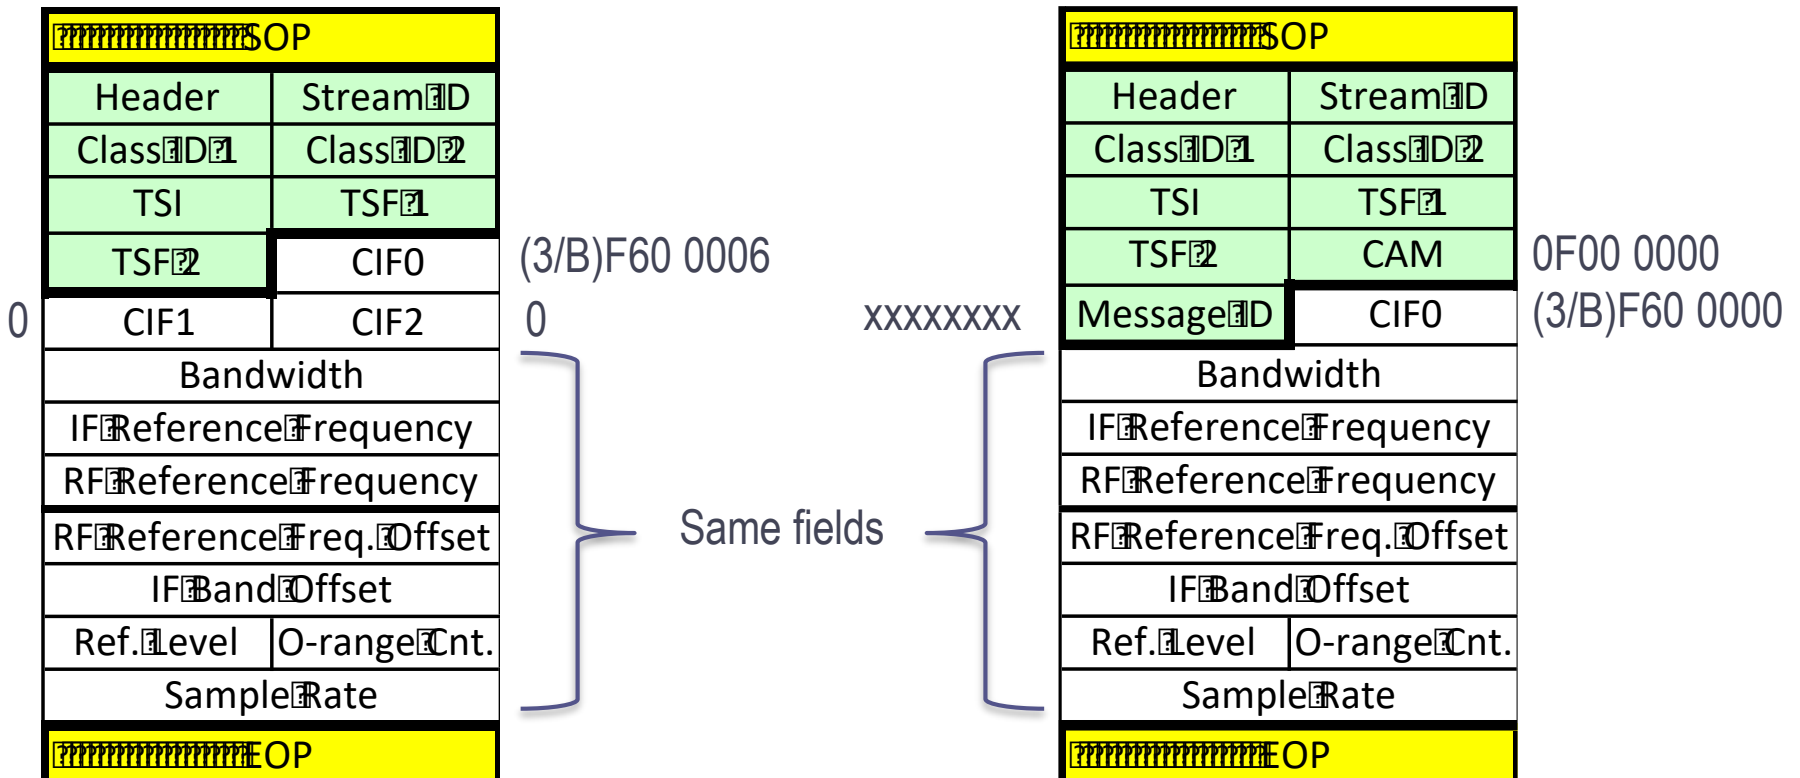 SOP
Header Stream ID
Class ID 1 Class ID 2
TSI TSF 1
TSF 2 CIF0 (3/B)F60 0006
0 CIF1 CIF2 0
Bandwidth
IF Reference Frequency
RF Reference Frequency
RF Reference Freq. Offset
IF Band Offset
Ref. Level O-range Cnt.
Sample Rate
EOP
Same fields
SOP
Header Stream ID
Class ID 1 Class ID 2
TSI TSF 1
TSF 2 CAM 0F00 0000
xxxxxxxx Message ID CIF0 (3/B)F60 0000
Bandwidth
IF Reference Frequency
RF Reference Frequency
RF Reference Freq. Offset
IF Band Offset
Ref. Level O-range Cnt.
Sample Rate
EOP